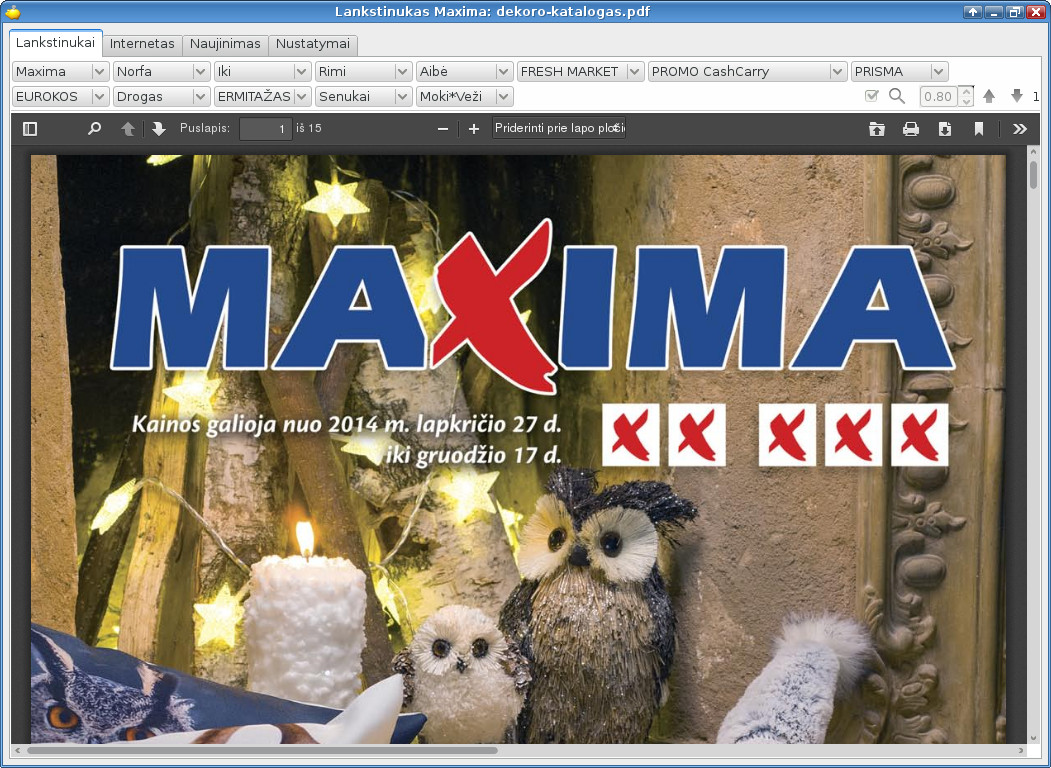 Lankstinukas Maxima: dekoro-katalogas.pdf
Lankstinukai Internetas Naujinimas Nustatymai
Maxima Norfa Iki Rimi Aibė FRESH MARKET PROMO CashCarry PRISMA
EUROKOS Drogas ERMITAŽAS Senukai Moki*Veži 0.80 1
Puslapis: 1 iš 15 Priderinti prie lapo
MAXIMA
Kainos galioja nuo 2014 m. lapkričio 27 d.
iki gruodžio 17 d.
X X X X X